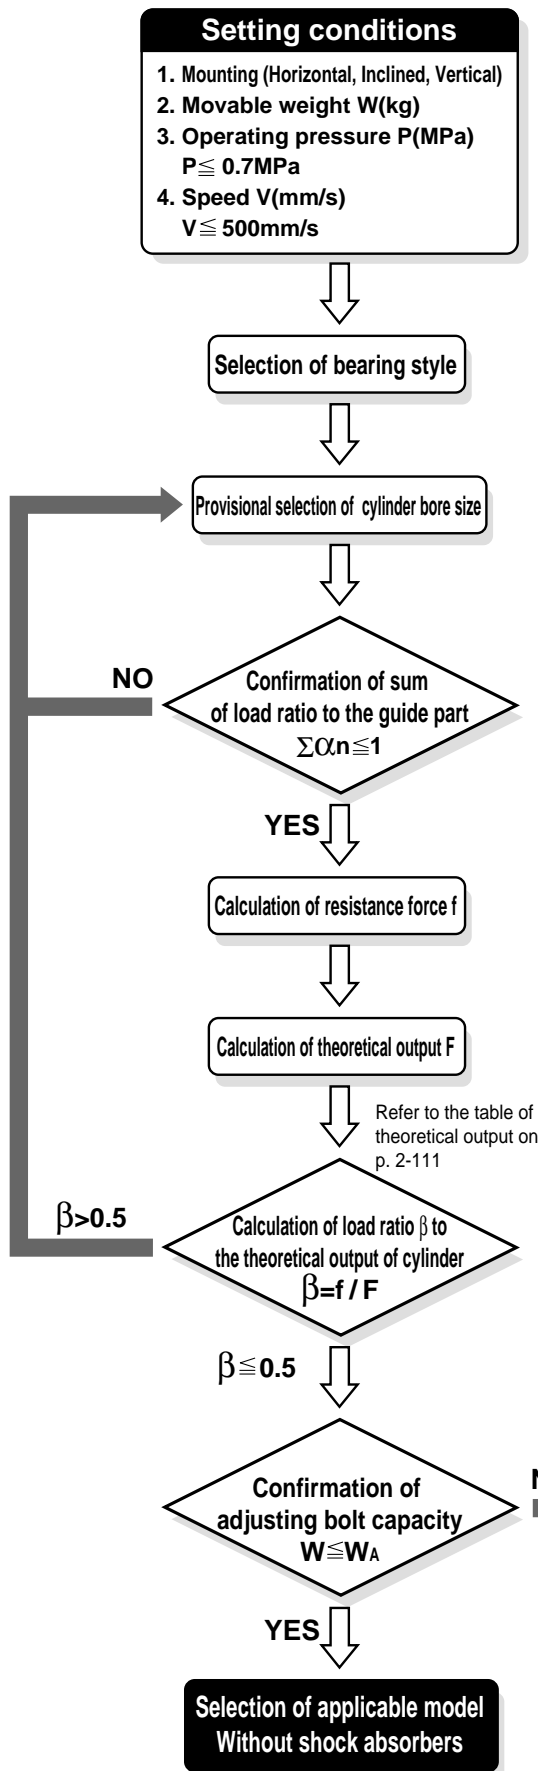 Setting conditions
1. Mounting (Horizontal, Inclined, Vertical)
2. Movable weight W(kg)
3. Operating pressure P(MPa)
P≦ 0.7MPa
4. Speed V(mm/s)
V≦ 500mm/s
Selection of bearing style
Provisional selection of cylinder bore size
NO
Confirmation of sum
of load ratio to the guide part
Σαn≦1
YES
Calculation of resistance force f
Calculation of theoretical output F
Refer to the table of
theoretical output on
p. 2-111
β>0.5
Calculation of load ratio β to
the theoretical output of cylinder
β=f / F
β≦0.5
Confirmation of
adjusting bolt capacity
W≦WA
YES
Selection of applicable model
Without shock absorbers